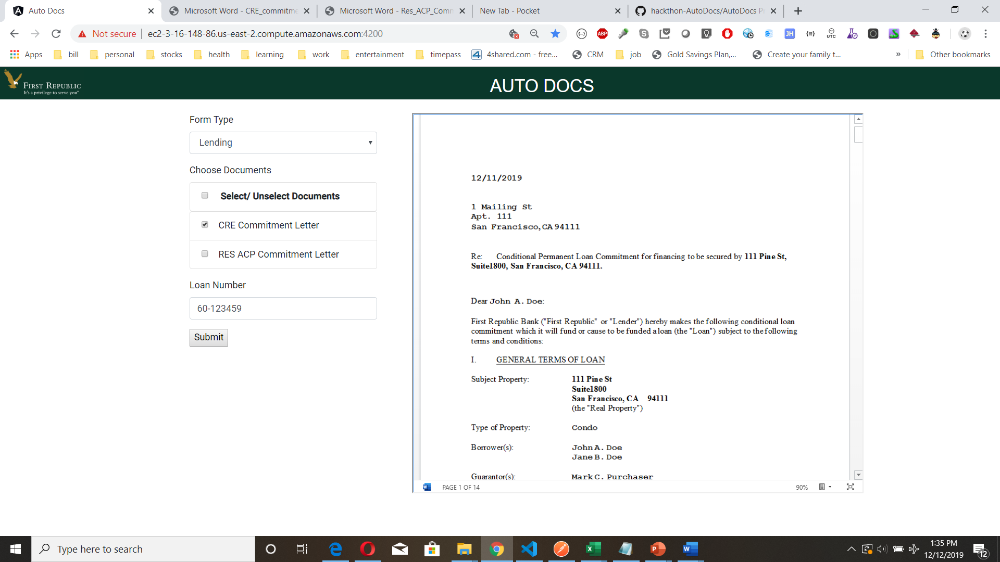 Auto Docs
Microsoft Word - CRE_commitme
Microsoft Word - Res_ACP_Comm
New Tab - Pocket
hackthon-AutoDocs/AutoDocs P
Not secure
ec2-3-16-148-86.us-east-2.compute.amazonaws.com:4200
ABP
JH
UTC
Apps
bill
personal
stocks
health
learning
work
entertainment
timepass
4shared.com - free...
CRM
job
Gold Savings Plan,...
Create your family t...
»
Other bookmarks
FIRST REPUBLIC
It's a privilege to serve you®
AUTO DOCS
Form Type
Lending
Choose Documents
Select/ Unselect Documents
CRE Commitment Letter
RES ACP Commitment Letter
Loan Number
60-123459
Submit
12/11/2019
1 Mailing St
Apt. 111
San Francisco,CA 94111
Re: Conditional Permanent Loan Commitment for financing to be secured by 111 Pine St,
Suite1800, San Francisco, CA 94111.
Dear John A. Doe:
First Republic Bank ("First Republic" or "Lender") hereby makes the following conditional loan
commitment which it will fund or cause to be funded a loan (the "Loan") subject to the following
terms and conditions:
I. GENERAL TERMS OF LOAN
Subject Property: 111 Pine St
Suite1800
San Francisco, CA 94111
(the "Real Property")
Type of Property: Condo
Borrower(s): John A. Doe
Jane B. Doe
Guarantor(s): Mark C. Purchaser
PAGE 1 OF 14
90%
Type here to search
1:35 PM
12/12/2019
12